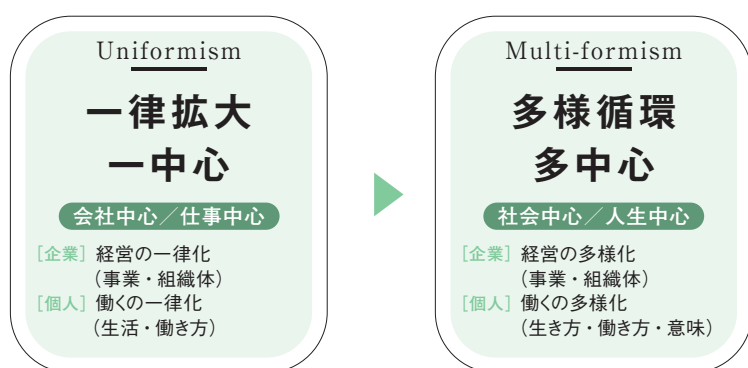 Uniformism
一律拡大
一中心
会社中心／仕事中心
［企業］経営の一律化
（事業・組織体）
［個人］働くの一律化
（生活・働き方）
Multi-formism
多様循環
多中心
社会中心／人生中心
［企業］経営の多様化
（事業・組織体）
［個人］働くの多様化
（生き方・働き方・意味）